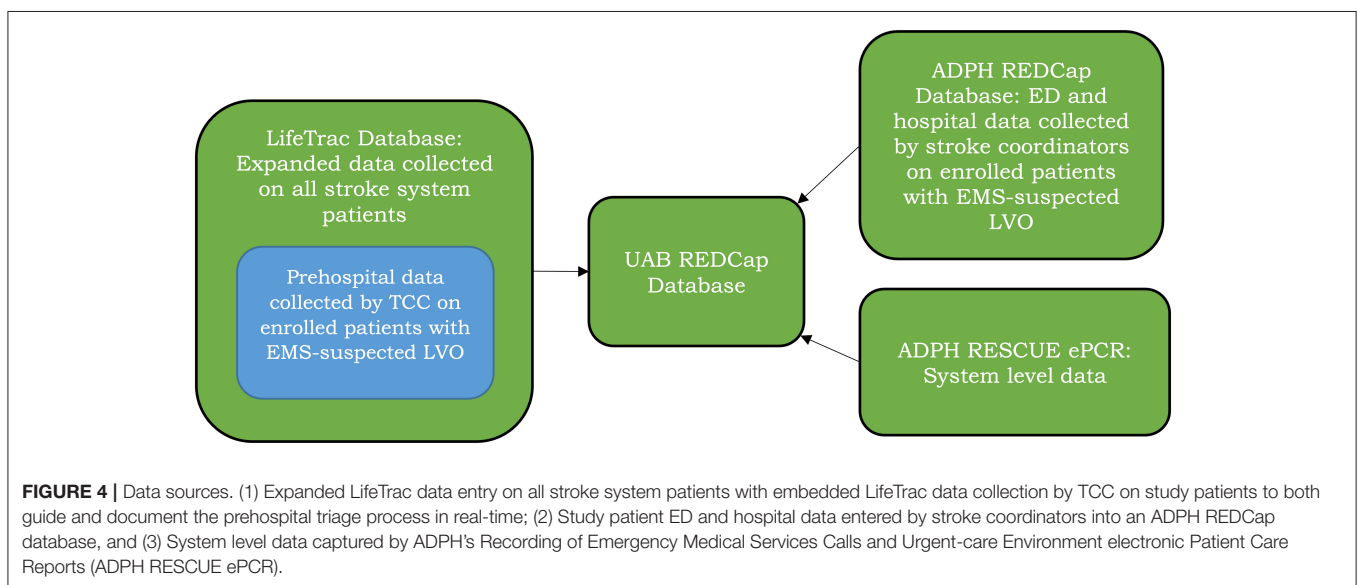 LifeTrac Database:
Expanded data collected
on all stroke system
patients
Prehospital data
collected by TCC on
enrolled patients with
EMS-suspected LVO
UAB REDCap
Database
ADPH REDCap
Database: ED and
hospital data collected
by stroke coordinators
on enrolled patients
with EMS-suspected
LVO
ADPH RESCUE ePCR:
System level data
FIGURE 4 | Data sources. (1) Expanded LifeTrac data entry on all stroke system patients with embedded LifeTrac data collection by TCC on study patients to both
guide and document the prehospital triage process in real-time; (2) Study patient ED and hospital data entered by stroke coordinators into an ADPH REDCap
database, and (3) System level data captured by ADPH's Recording of Emergency Medical Services Calls and Urgent-care Environment electronic Patient Care
Reports (ADPH RESCUE ePCR).